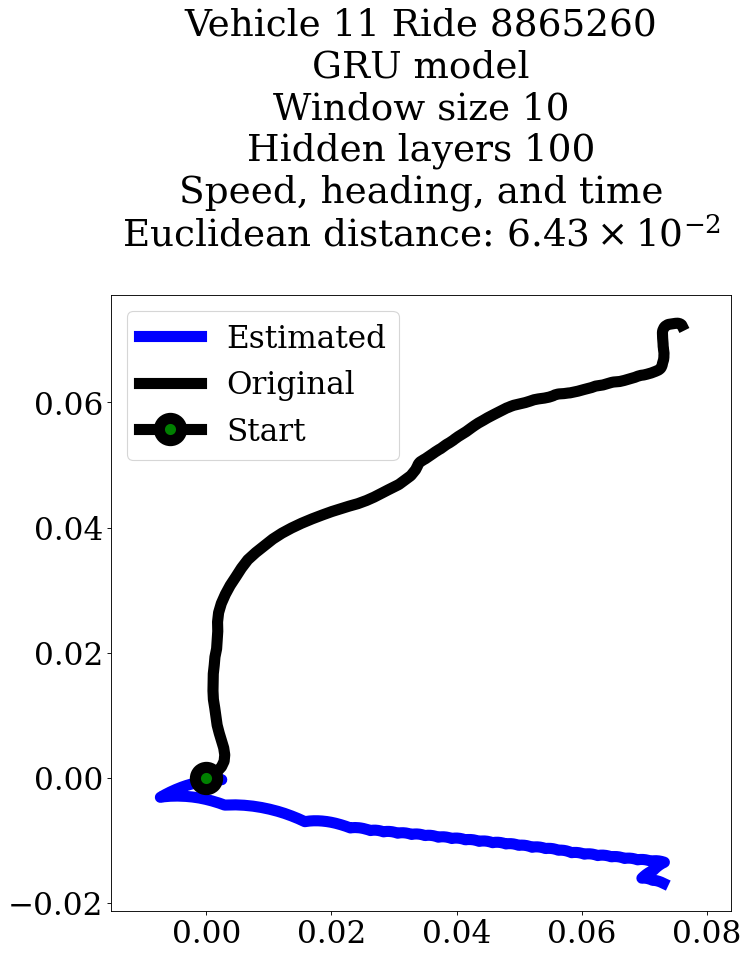 Vehicle 11 Ride 8865260
GRU model
Window size 10
Hidden layers 100
Speed, heading, and time
Euclidean distance: 6.43 × 10⁻²
Estimated
Original
Start
0.06
0.04
0.02
0.00
−0.02
0.00 0.02 0.04 0.06 0.08